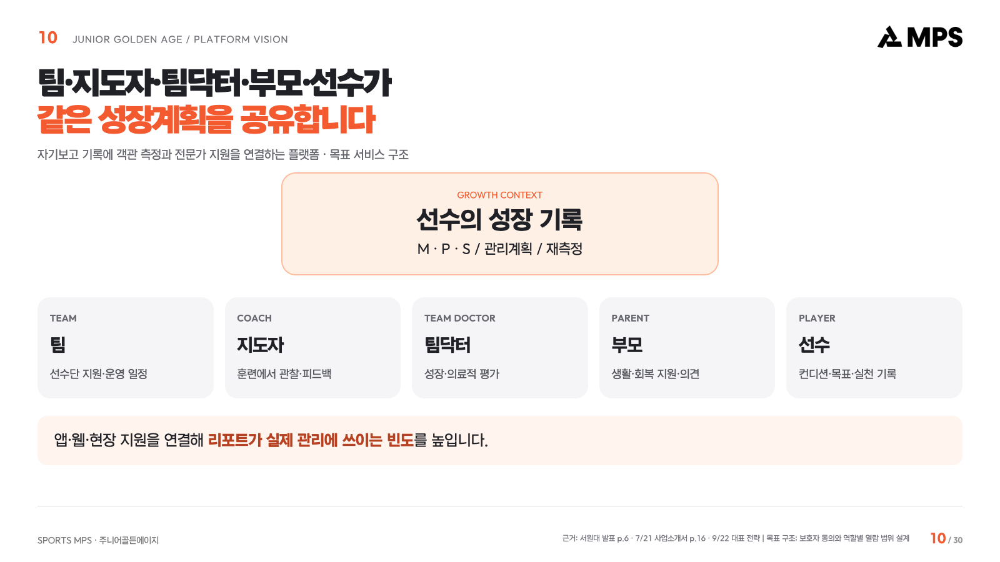 10 JUNIOR GOLDEN AGE / PLATFORM VISION
MPS
팀·지도자·팀닥터·부모·선수가
같은 성장계획을 공유합니다
자기보고 기록에 객관 측정과 전문가 지원을 연결하는 플랫폼 · 목표 서비스 구조
GROWTH CONTEXT
선수의 성장 기록
M · P · S / 관리계획 / 재측정
TEAM
팀
선수단 지원·운영 일정
COACH
지도자
훈련에서 관찰·피드백
TEAM DOCTOR
팀닥터
성장·의료적 평가
PARENT
부모
생활·회복 지원·의견
PLAYER
선수
컨디션·목표·실천 기록
앱·웹·현장 지원을 연결해 리포트가 실제 관리에 쓰이는 빈도를 높입니다.
SPORTS MPS · 주니어골든에이지
근거: 서원대 발표 p.6 · 7/21 사업소개서 p.16 · 9/22 대표 전략 | 목표 구조; 보호자 동의와 역할별 열람 범위 설계
10 / 30